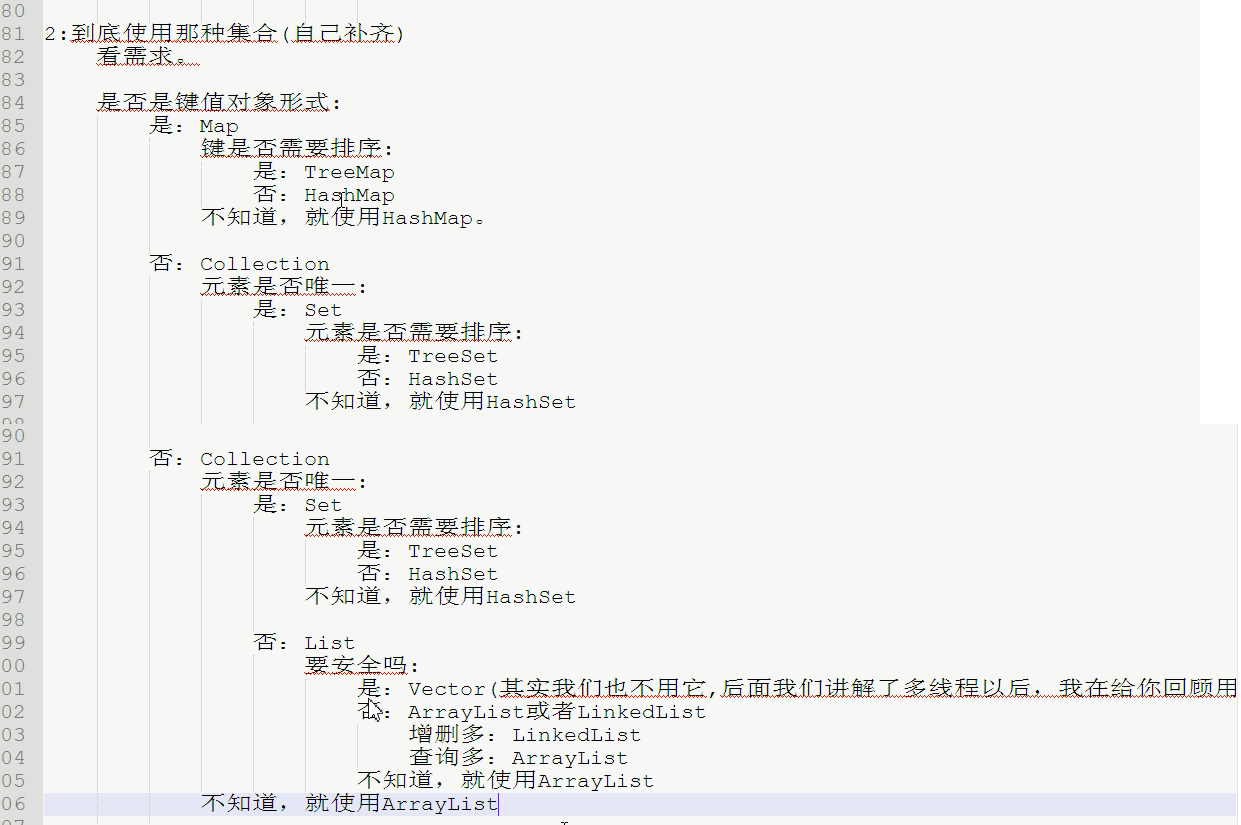 80
81 2:到底使用那种集合(自己补齐)
82 看需求。
83
84 是否是键值对象形式:
85 是: Map
86 键是否需要排序:
87 是: TreeMap
88 否: HashMap
89 不知道, 就使用HashMap。
90
91 否: Collection
92 元素是否唯一:
93 是: Set
94 元素是否需要排序:
95 是: TreeSet
96 否: HashSet
97 不知道, 就使用HashSet
90
91 否: Collection
92 元素是否唯一:
93 是: Set
94 元素是否需要排序:
95 是: TreeSet
96 否: HashSet
97 不知道, 就使用HashSet
98
99 否: List
00 要安全吗:
01 是: Vector(其实我们也不用它,后面我们讲解了多线程以后, 我在给你回顾用
02 否: ArrayList或者LinkedList
03 增删多: LinkedList
04 查询多: ArrayList
05 不知道, 就使用ArrayList
06 不知道, 就使用ArrayList